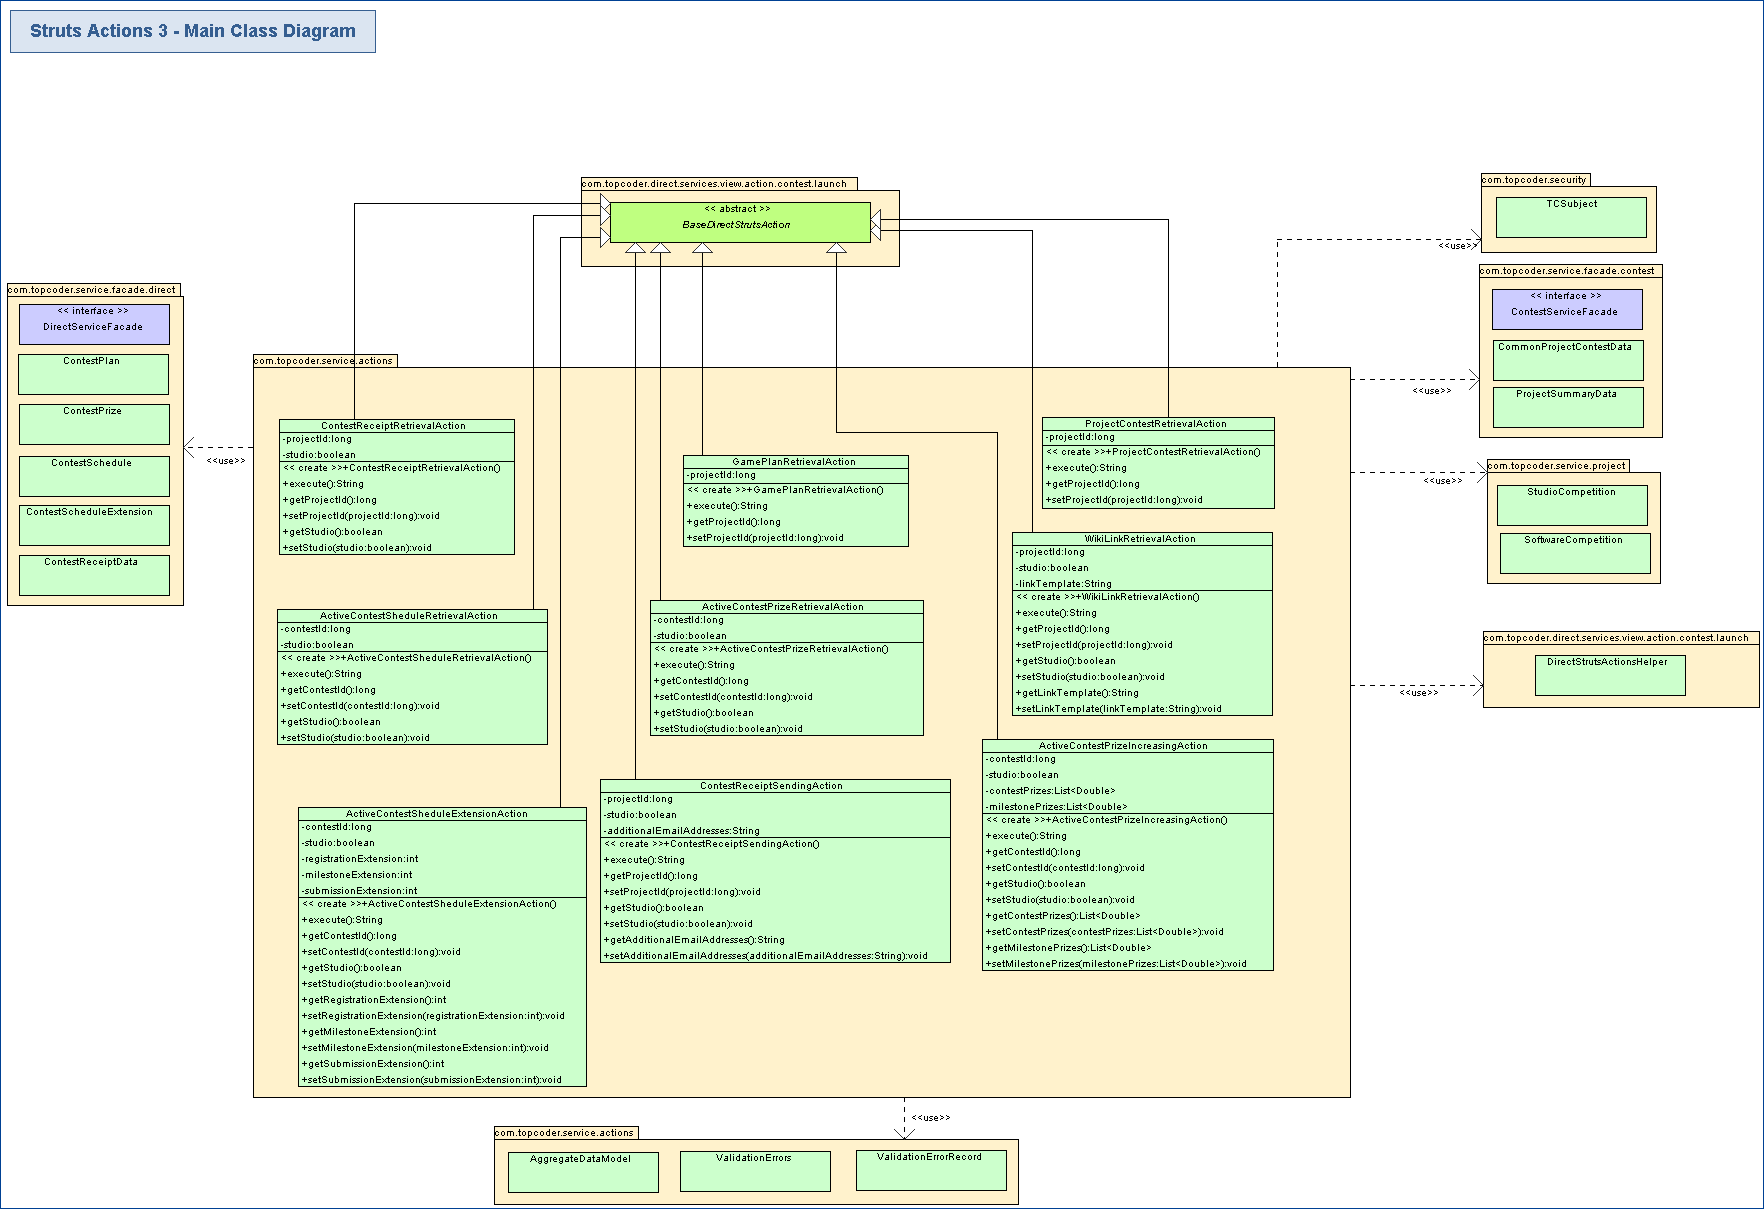 Struts Actions 3 - Main Class Diagram
com.topcoder.direct.services.view.action.contest.launch
<< abstract >>
BaseDirectStrutsAction
com.topcoder.security
TCSubject
<<use>>
com.topcoder.service.facade.contest
<< interface >>
ContestServiceFacade
CommonProjectContestData
ProjectSummaryData
<<use>>
com.topcoder.service.project
StudioCompetition
SoftwareCompetition
<<use>>
com.topcoder.direct.services.view.action.contest.launch
DirectStrutsActionsHelper
<<use>>
com.topcoder.service.facade.direct
<< interface >>
DirectServiceFacade
ContestPlan
ContestPrize
ContestSchedule
ContestScheduleExtension
ContestReceiptData
<<use>>
com.topcoder.service.actions
ContestReceiptRetrievalAction
-projectId:long
-studio:boolean
<< create >>+ContestReceiptRetrievalAction()
+execute():String
+getProjectId():long
+setProjectId(projectId:long):void
+getStudio():boolean
+setStudio(studio:boolean):void
GamePlanRetrievalAction
-projectId:long
<< create >>+GamePlanRetrievalAction()
+execute():String
+getProjectId():long
+setProjectId(projectId:long):void
ProjectContestRetrievalAction
-projectId:long
<< create >>+ProjectContestRetrievalAction()
+execute():String
+getProjectId():long
+setProjectId(projectId:long):void
WikiLinkRetrievalAction
-projectId:long
-studio:boolean
-linkTemplate:String
<< create >>+WikiLinkRetrievalAction()
+execute():String
+getProjectId():long
+setProjectId(projectId:long):void
+getStudio():boolean
+setStudio(studio:boolean):void
+getLinkTemplate():String
+setLinkTemplate(linkTemplate:String):void
ActiveContestSheduleRetrievalAction
-contestId:long
-studio:boolean
<< create >>+ActiveContestSheduleRetrievalAction()
+execute():String
+getContestId():long
+setContestId(contestId:long):void
+getStudio():boolean
+setStudio(studio:boolean):void
ActiveContestPrizeRetrievalAction
-contestId:long
-studio:boolean
<< create >>+ActiveContestPrizeRetrievalAction()
+execute():String
+getContestId():long
+setContestId(contestId:long):void
+getStudio():boolean
+setStudio(studio:boolean):void
ActiveContestPrizeIncreasingAction
-contestId:long
-studio:boolean
-contestPrizes:List<Double>
-milestonePrizes:List<Double>
<< create >>+ActiveContestPrizeIncreasingAction()
+execute():String
+getContestId():long
+setContestId(contestId:long):void
+getStudio():boolean
+setStudio(studio:boolean):void
+getContestPrizes():List<Double>
+setContestPrizes(contestPrizes:List<Double>):void
+getMilestonePrizes():List<Double>
+setMilestonePrizes(milestonePrizes:List<Double>):void
ContestReceiptSendingAction
-projectId:long
-studio:boolean
-additionalEmailAddresses:String
<< create >>+ContestReceiptSendingAction()
+execute():String
+getProjectId():long
+setProjectId(projectId:long):void
+getStudio():boolean
+setStudio(studio:boolean):void
+getAdditionalEmailAddresses():String
+setAdditionalEmailAddresses(additionalEmailAddresses:String):void
ActiveContestSheduleExtensionAction
-contestId:long
-studio:boolean
-registrationExtension:int
-milestoneExtension:int
-submissionExtension:int
<< create >>+ActiveContestSheduleExtensionAction()
+execute():String
+getContestId():long
+setContestId(contestId:long):void
+getStudio():boolean
+setStudio(studio:boolean):void
+getRegistrationExtension():int
+setRegistrationExtension(registrationExtension:int):void
+getMilestoneExtension():int
+setMilestoneExtension(milestoneExtension:int):void
+getSubmissionExtension():int
+setSubmissionExtension(submissionExtension:int):void
<<use>>
com.topcoder.service.actions
AggregateDataModel
ValidationErrors
ValidationErrorRecord